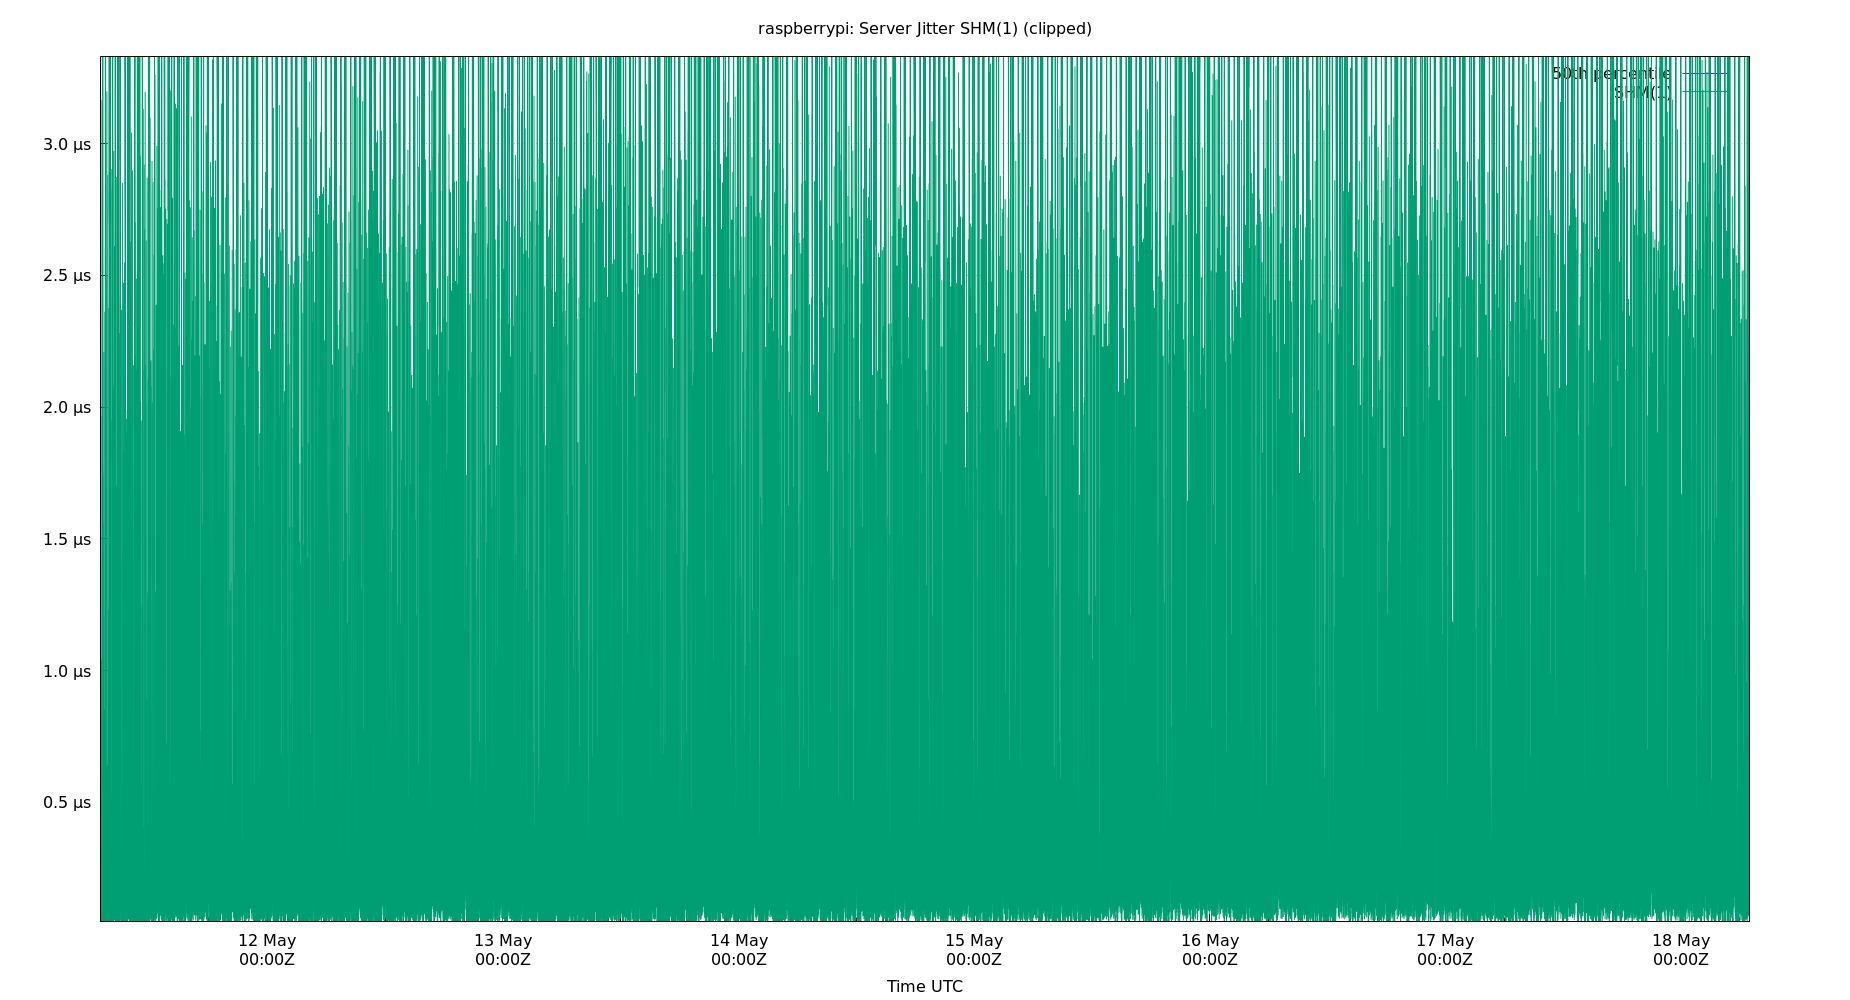 raspberrypi: Server Jitter SHM(1) (clipped)
50th percentile
SHM(1)
3.0 µs
2.5 µs
2.0 µs
1.5 µs
1.0 µs
0.5 µs
12 May 13 May 14 May 15 May 16 May 17 May 18 May
00:00Z 00:00Z 00:00Z 00:00Z 00:00Z 00:00Z 00:00Z
Time UTC